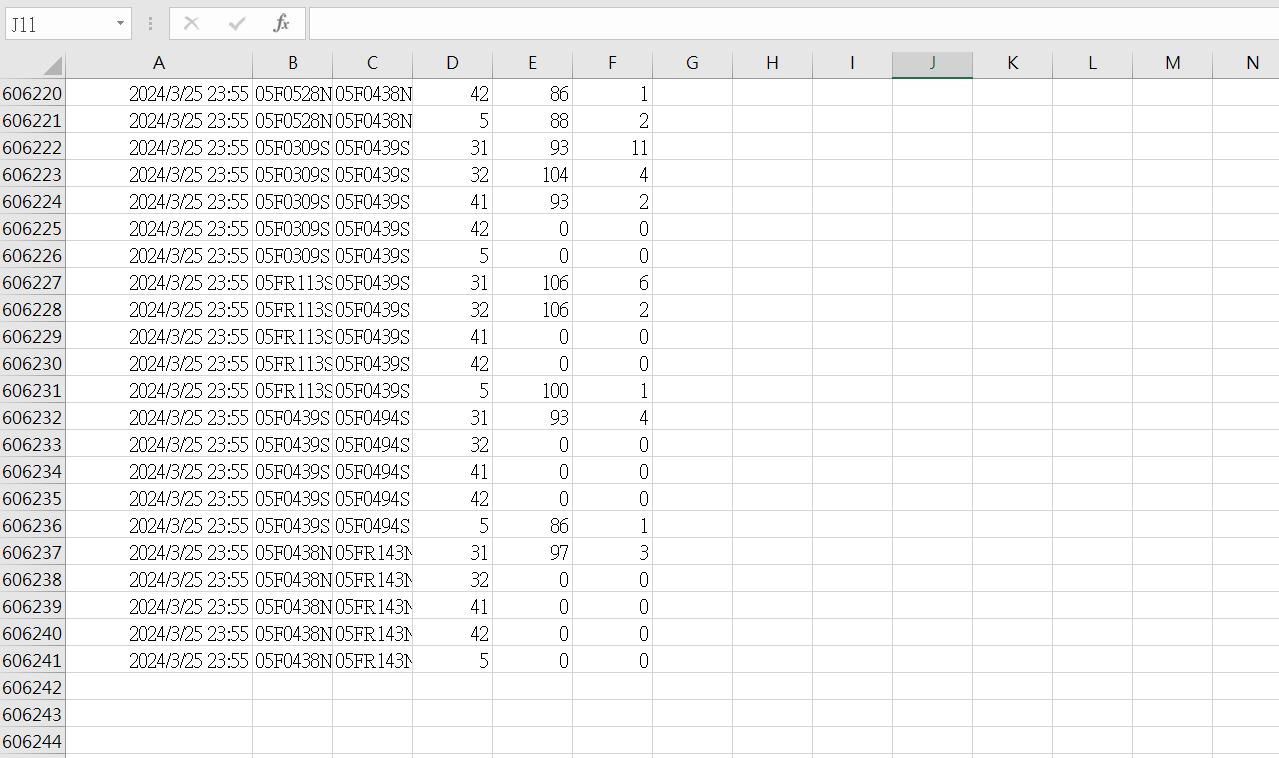 J11 fx
A B C D E F G H I J K L M N
606220 2024/3/25 23:55 05F0528N 05F0438N 42 86 1
606221 2024/3/25 23:55 05F0528N 05F0438N 5 88 2
606222 2024/3/25 23:55 05F0309S 05F0439S 31 93 11
606223 2024/3/25 23:55 05F0309S 05F0439S 32 104 4
606224 2024/3/25 23:55 05F0309S 05F0439S 41 93 2
606225 2024/3/25 23:55 05F0309S 05F0439S 42 0 0
606226 2024/3/25 23:55 05F0309S 05F0439S 5 0 0
606227 2024/3/25 23:55 05FR113S 05F0439S 31 106 6
606228 2024/3/25 23:55 05FR113S 05F0439S 32 106 2
606229 2024/3/25 23:55 05FR113S 05F0439S 41 0 0
606230 2024/3/25 23:55 05FR113S 05F0439S 42 0 0
606231 2024/3/25 23:55 05FR113S 05F0439S 5 100 1
606232 2024/3/25 23:55 05F0439S 05F0494S 31 93 4
606233 2024/3/25 23:55 05F0439S 05F0494S 32 0 0
606234 2024/3/25 23:55 05F0439S 05F0494S 41 0 0
606235 2024/3/25 23:55 05F0439S 05F0494S 42 0 0
606236 2024/3/25 23:55 05F0439S 05F0494S 5 86 1
606237 2024/3/25 23:55 05F0438N 05FR143N 31 97 3
606238 2024/3/25 23:55 05F0438N 05FR143N 32 0 0
606239 2024/3/25 23:55 05F0438N 05FR143N 41 0 0
606240 2024/3/25 23:55 05F0438N 05FR143N 42 0 0
606241 2024/3/25 23:55 05F0438N 05FR143N 5 0 0
606242
606243
606244